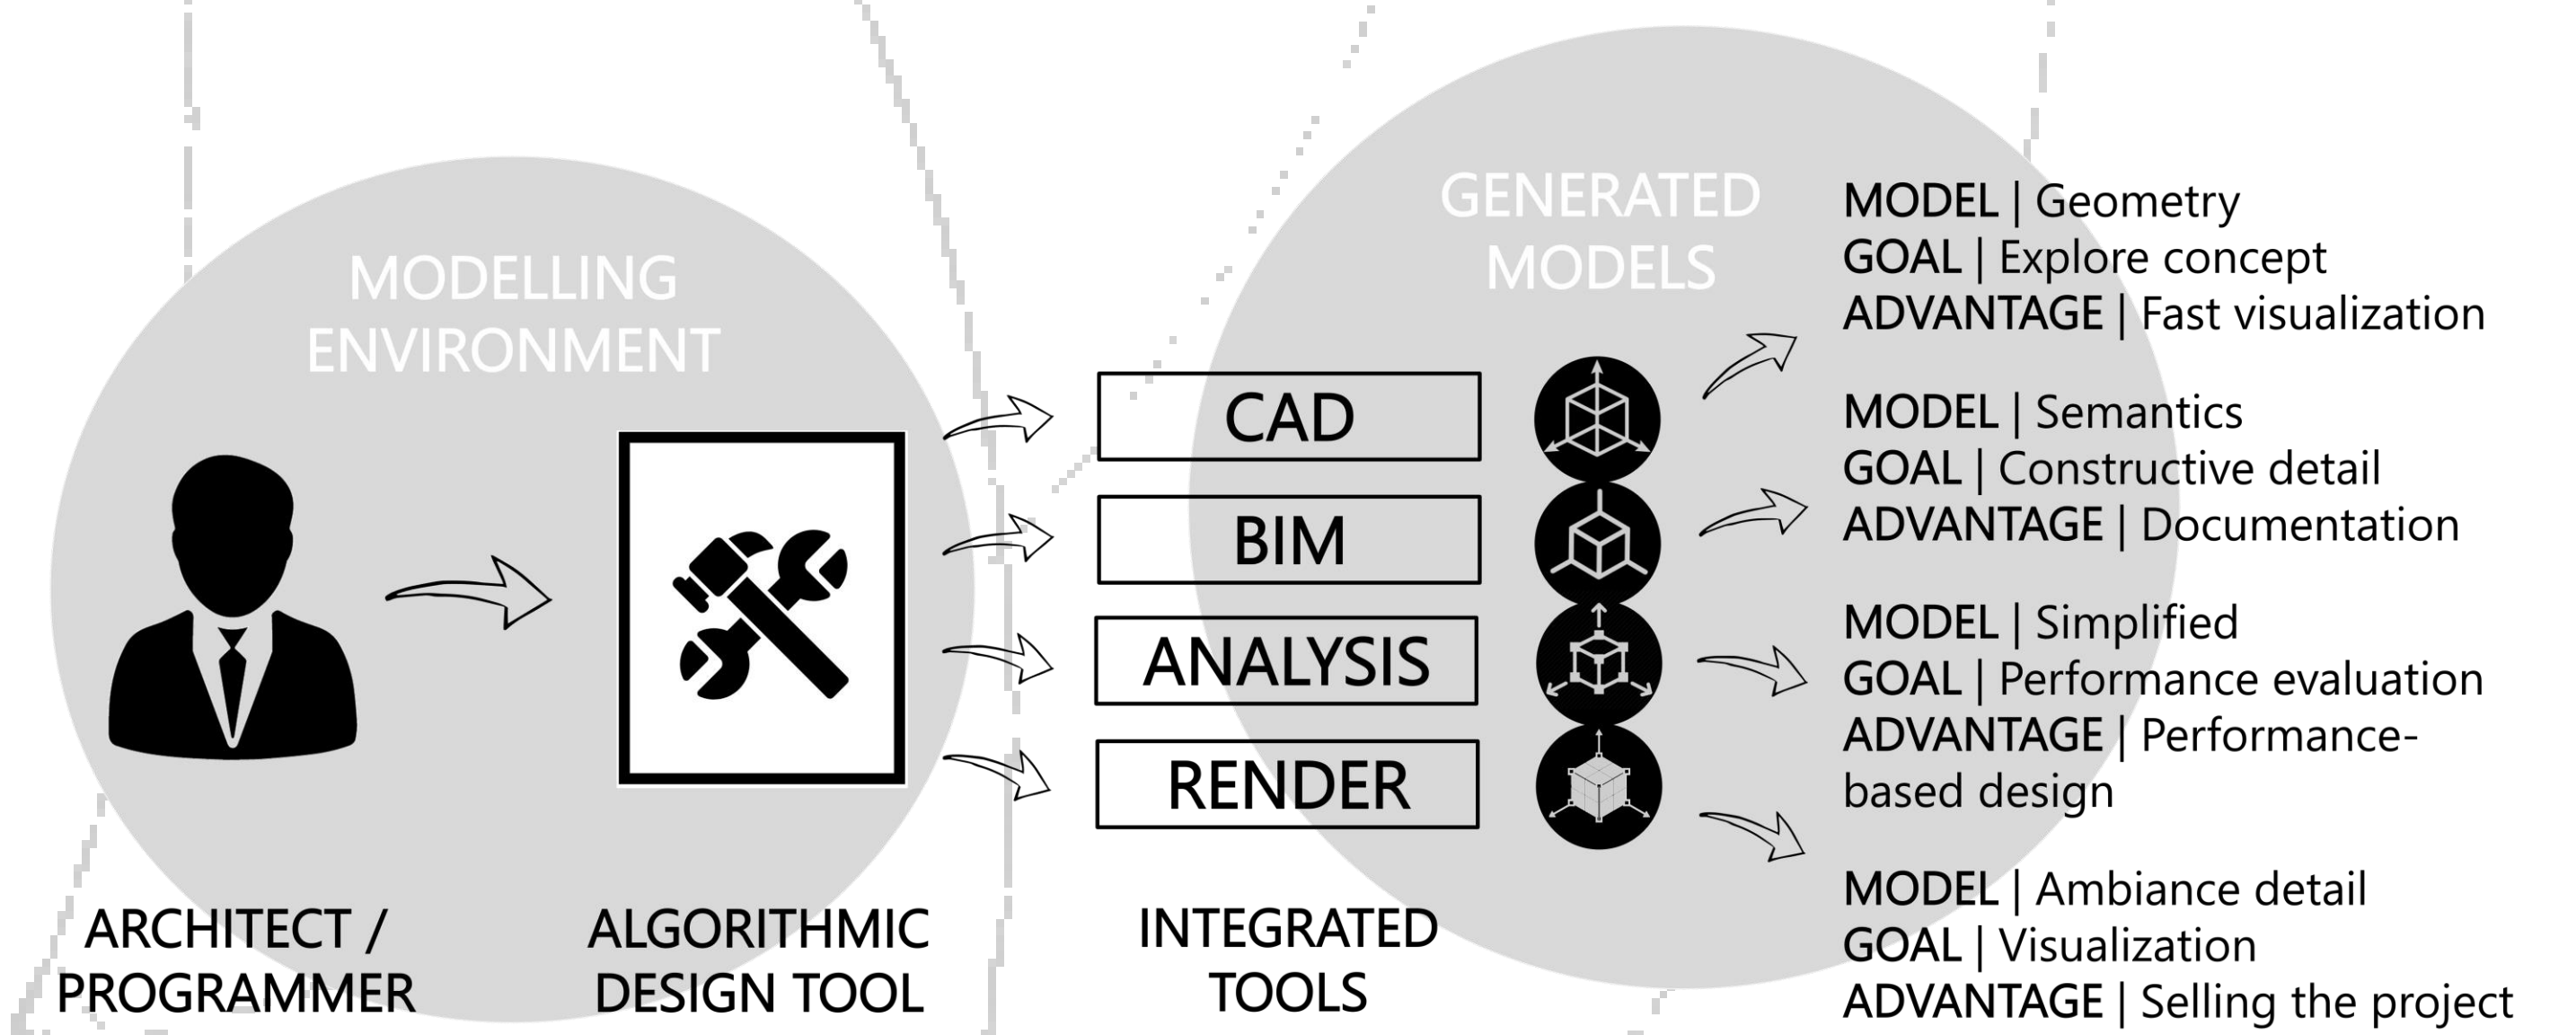 MODELLING
ENVIRONMENT
ARCHITECT /
PROGRAMMER
ALGORITHMIC
DESIGN TOOL
CAD
BIM
ANALYSIS
RENDER
INTEGRATED
TOOLS
GENERATED
MODELS
MODEL | Geometry
GOAL | Explore concept
ADVANTAGE | Fast visualization
MODEL | Semantics
GOAL | Constructive detail
ADVANTAGE | Documentation
MODEL | Simplified
GOAL | Performance evaluation
ADVANTAGE | Performance-
based design
MODEL | Ambiance detail
GOAL | Visualization
ADVANTAGE | Selling the project